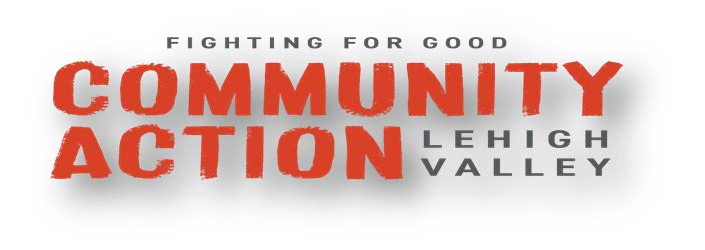 FIGHTING FOR GOOD
COMMUNITY
ACTION LEHIGH
VALLEY